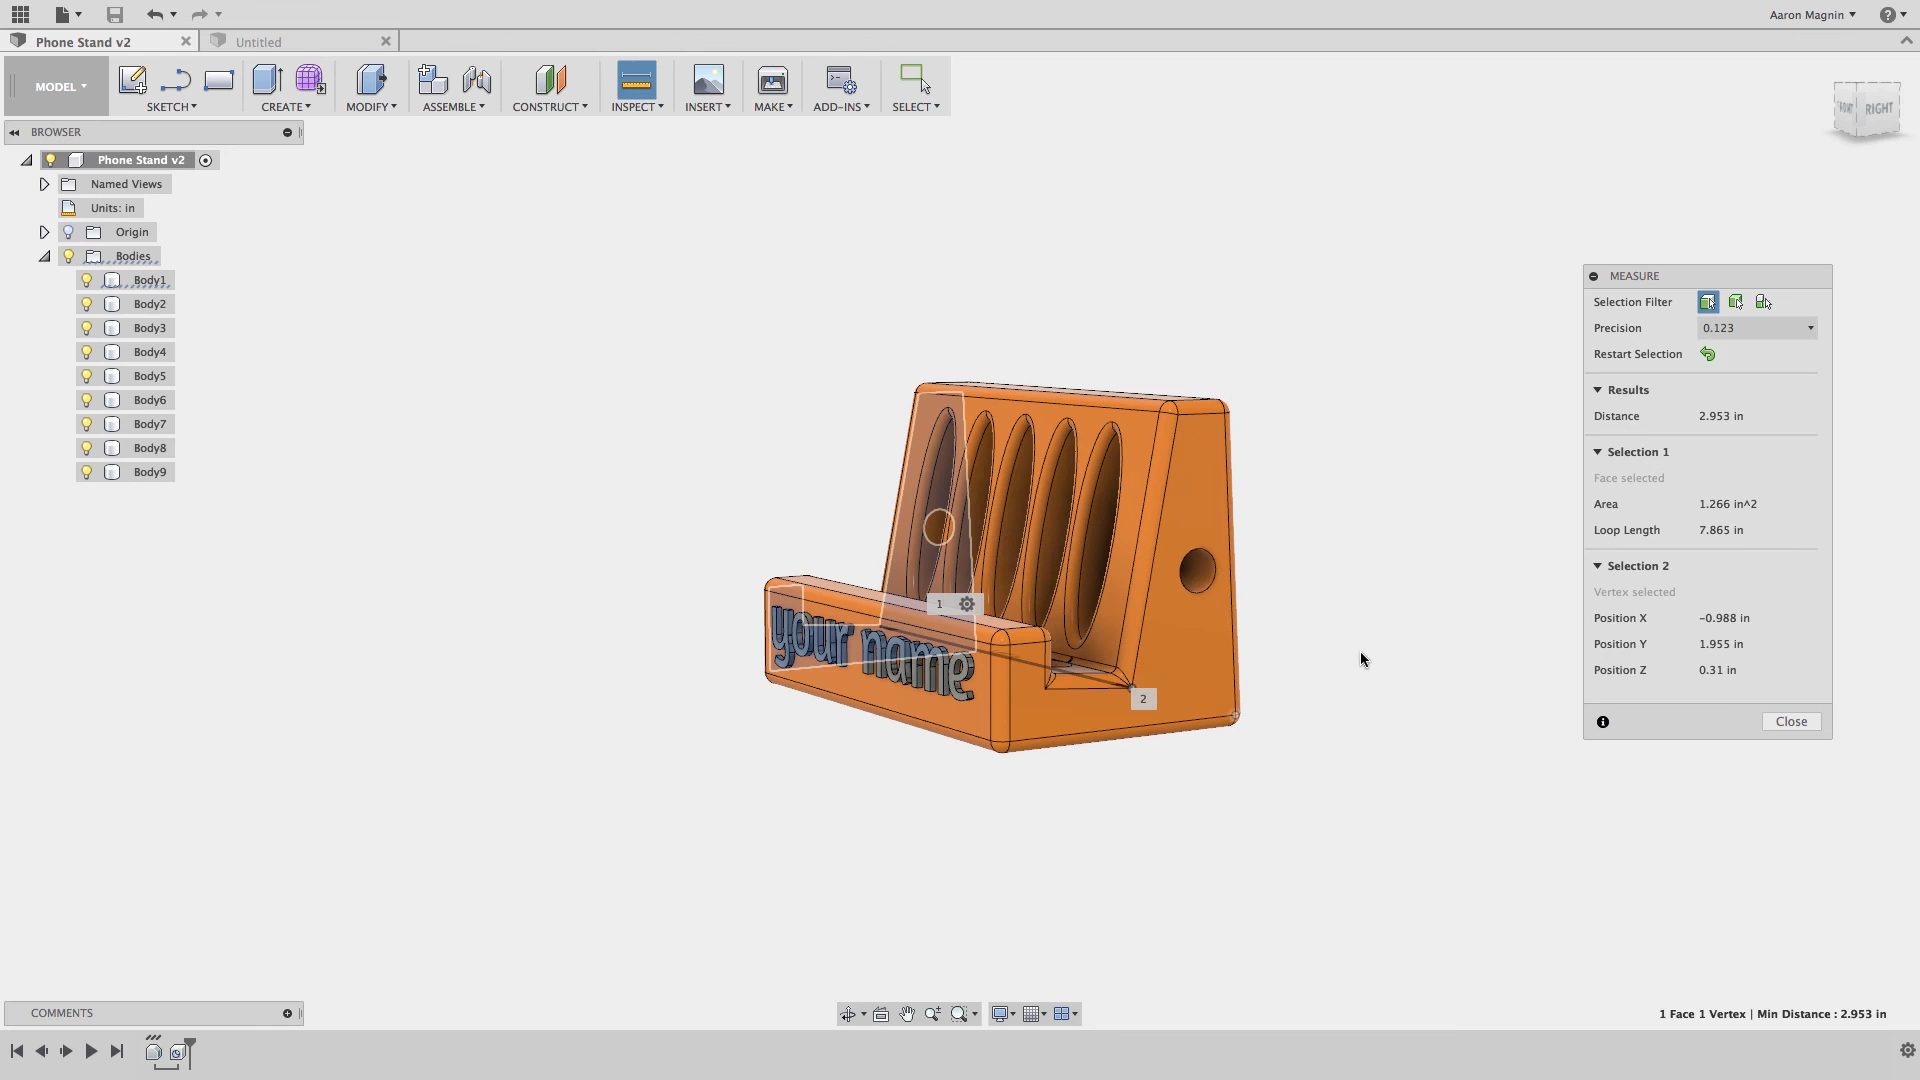 Aaron Magnin
Phone Stand v2
Untitled
MODEL
SKETCH
CREATE
MODIFY
ASSEMBLE
CONSTRUCT
INSPECT
INSERT
MAKE
ADD-INS
SELECT
FRONT
RIGHT
BROWSER
Phone Stand v2
Named Views
Units: in
Origin
Bodies
Body1
Body2
Body3
Body4
Body5
Body6
Body7
Body8
Body9
your name
1
2
MEASURE
Selection Filter
Precision 0.123
Restart Selection
Results
Distance 2.953 in
Selection 1
Face selected
Area 1.266 in^2
Loop Length 7.865 in
Selection 2
Vertex selected
Position X -0.988 in
Position Y 1.955 in
Position Z 0.31 in
Close
COMMENTS
1 Face 1 Vertex | Min Distance : 2.953 in